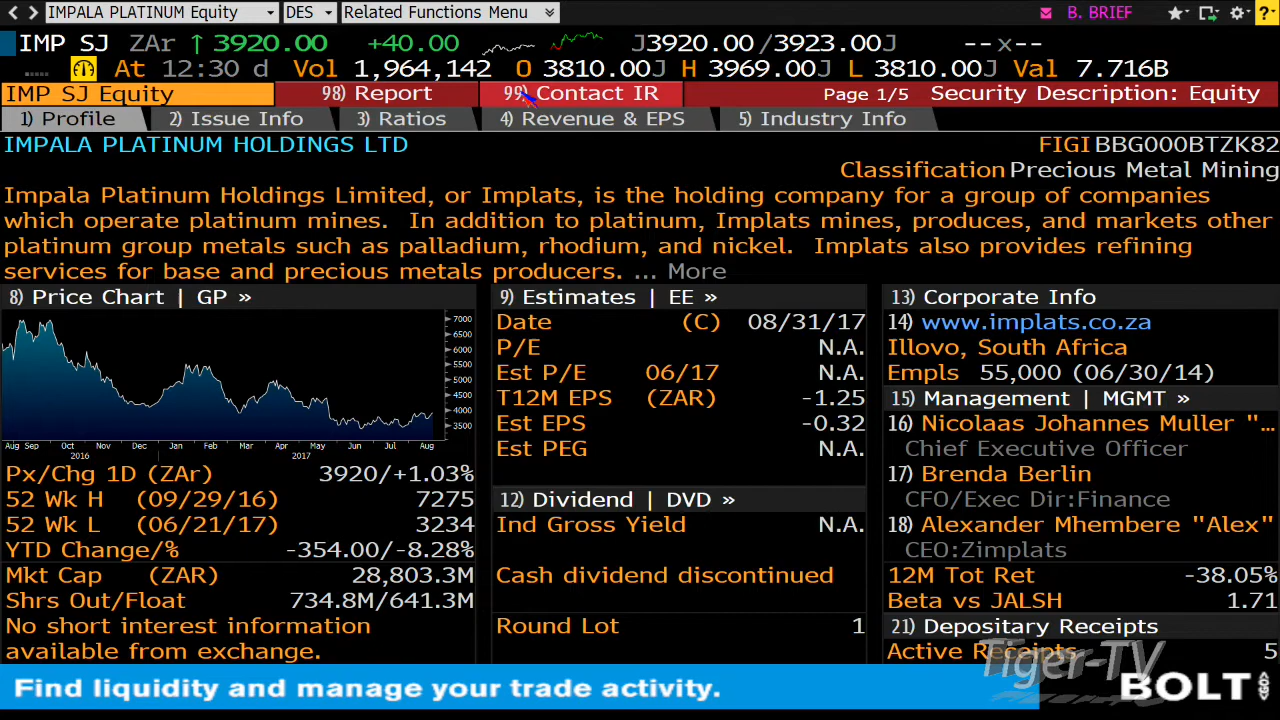 IMPALA PLATINUM Equity DES Related Functions Menu B. BRIEF
IMP SJ ZAr ↑ 3920.00 +40.00 J3920.00/3923.00J --x--
At 12:30 d Vol 1,964,142 O 3810.00J H 3969.00J L 3810.00J Val 7.716B
IMP SJ Equity 98) Report 99) Contact IR Page 1/5 Security Description: Equity
1) Profile 2) Issue Info 3) Ratios 4) Revenue & EPS 5) Industry Info
IMPALA PLATINUM HOLDINGS LTD FIGI BBG000BTZK82
Classification Precious Metal Mining
Impala Platinum Holdings Limited, or Implats, is the holding company for a group of companies
which operate platinum mines. In addition to platinum, Implats mines, produces, and markets other
platinum group metals such as palladium, rhodium, and nickel. Implats also provides refining
services for base and precious metals producers. ... More
8) Price Chart | GP »
7000
6500
6000
5500
5000
4500
4000
3500
Aug Sep Oct Nov Dec Jan Feb Mar Apr May Jun Jul Aug
2016 2017
Px/Chg 1D (ZAr) 3920/+1.03%
52 Wk H (09/29/16) 7275
52 Wk L (06/21/17) 3234
YTD Change/% -354.00/-8.28%
Mkt Cap (ZAR) 28,803.3M
Shrs Out/Float 734.8M/641.3M
No short interest information
available from exchange.
9) Estimates | EE »
Date (C) 08/31/17
P/E N.A.
Est P/E 06/17 N.A.
T12M EPS (ZAR) -1.25
Est EPS -0.32
Est PEG N.A.
12) Dividend | DVD »
Ind Gross Yield N.A.
Cash dividend discontinued
Round Lot 1
13) Corporate Info
14) www.implats.co.za
Illovo, South Africa
Empls 55,000 (06/30/14)
15) Management | MGMT »
16) Nicolaas Johannes Muller "...
Chief Executive Officer
17) Brenda Berlin
CFO/Exec Dir:Finance
18) Alexander Mhembere "Alex"
CEO:Zimplats
12M Tot Ret -38.05%
Beta vs JALSH 1.71
21) Depositary Receipts
Active Receipts 5
Tiger-TV
Find liquidity and manage your trade activity.
BOLT <GO>